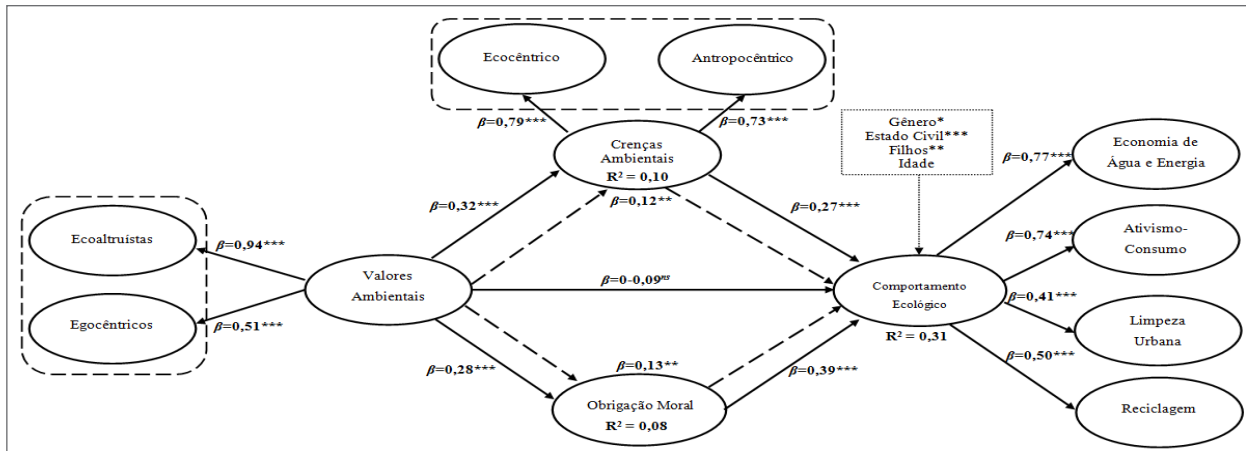 Ecocêntrico
Antropocêntrico
β=0,79***
β=0,73***
Crenças
Ambientais
R² = 0,10
Gênero*
Estado Civil***
Filhos**
Idade
β=0,77***
Economia de
Água e Energia
Ecoaltruístas
β=0,94***
β=0,32***
β=0,12**
β=0,27***
β=0,74***
Ativismo-
Consumo
Valores
Ambientais
β=0-0,09ns
Comportamento
Ecológico
R² = 0,31
β=0,41***
Limpeza
Urbana
Egocêntricos
β=0,51***
β=0,28***
β=0,13**
β=0,39***
β=0,50***
Obrigação Moral
R² = 0,08
Reciclagem